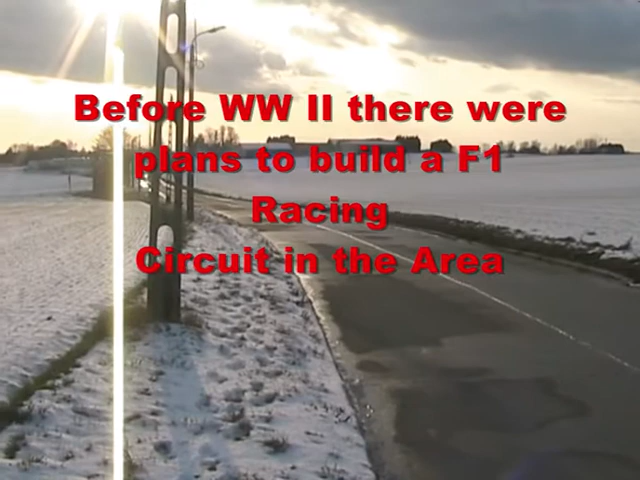 Before WW II there were
plans to build a F1
Racing
Circuit in the Area